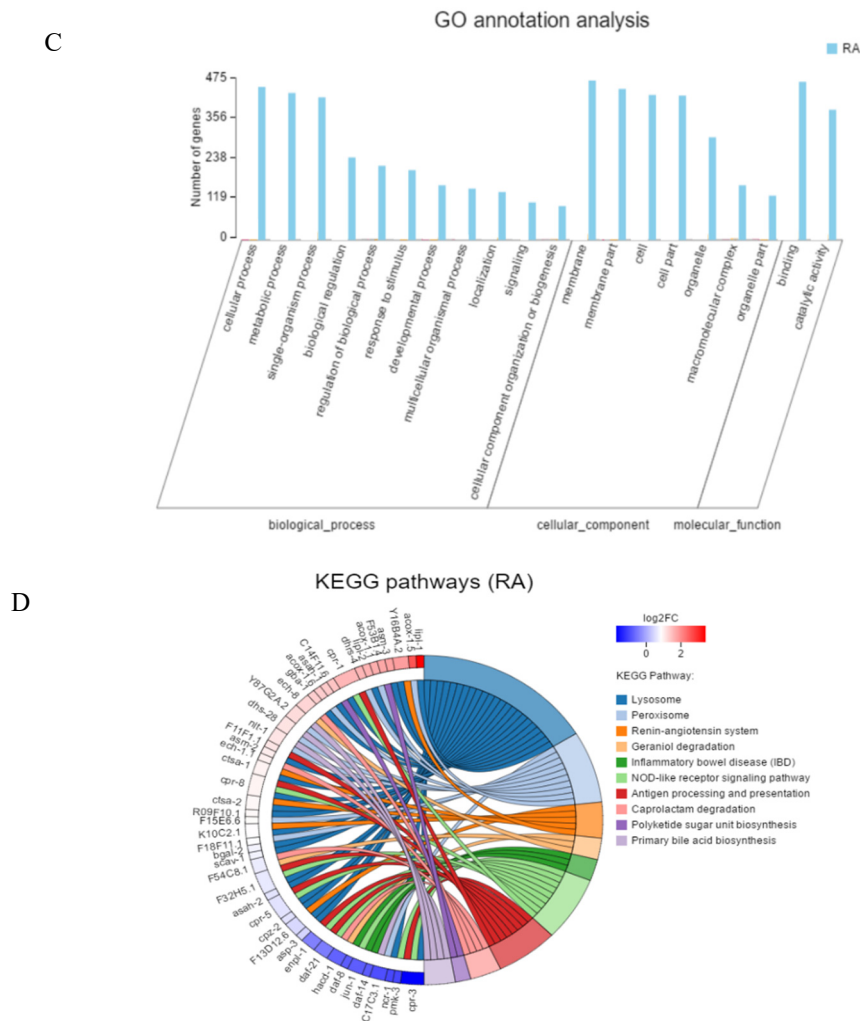 C
GO annotation analysis
RA
Number of genes
475
356
238
119
0
cellular process
metabolic process
single-organism process
biological regulation
regulation of biological process
response to stimulus
developmental process
multicellular organismal process
localization
signaling
cellular component organization or biogenesis
membrane
membrane part
cell
cell part
organelle
macromolecular complex
organelle part
binding
catalytic activity
biological_process
cellular_component
molecular_function
D
KEGG pathways (RA)
lipl-1
acox-1.5
Y16B4A.2
asm-3
F53B1.4
acox-1.1
lipl-2
dhrs-4
cpr-1
C14F11.6
asah-1
acox-1.6
gba-1
ech-8
Y87G2A.2
dhs-28
nit-1
F11F1.1
asm-2
ech-1.1
ctsa-1
cpr-8
ctsa-2
R09F10.1
F15E6.6
K10C2.1
F18F11.1
bgal-2
scav-1
F54C8.1
F32H5.1
asah-2
cpr-5
cpz-2
F13D12.6
asp-3
enpl-1
daf-21
hacd-1
daf-8
jun-1
daf-14
C17C3.1
ncr-1
pmk-3
cpr-3
log2FC
0
2
KEGG Pathway:
Lysosome
Peroxisome
Renin-angiotensin system
Geraniol degradation
Inflammatory bowel disease (IBD)
NOD-like receptor signaling pathway
Antigen processing and presentation
Caprolactam degradation
Polyketide sugar unit biosynthesis
Primary bile acid biosynthesis